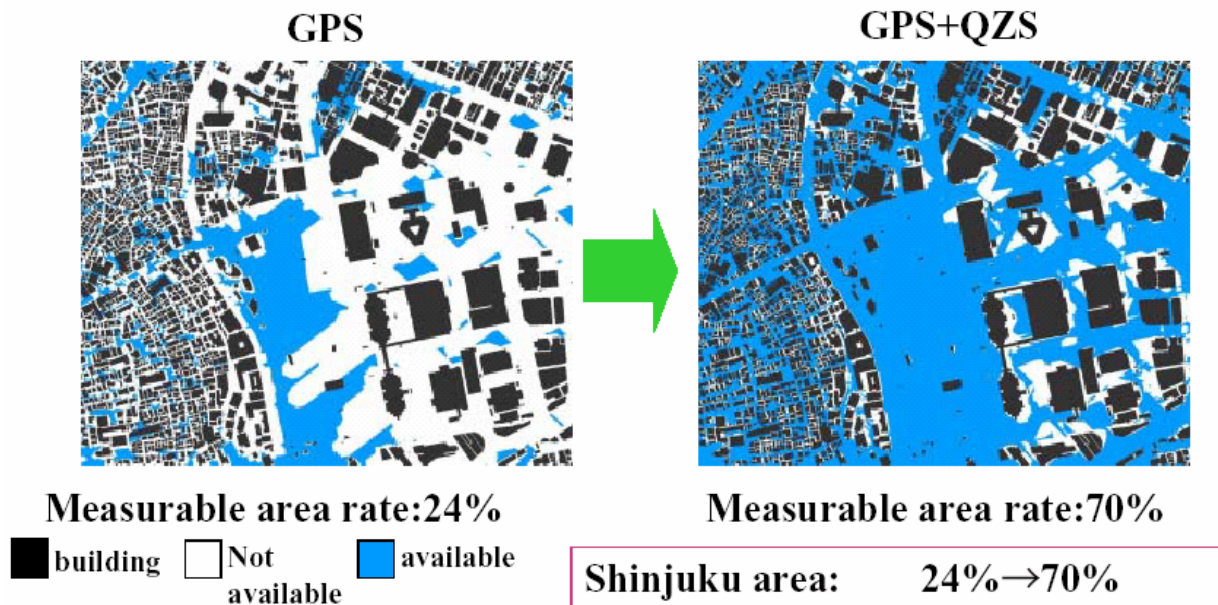 GPS
GPS+QZS
Measurable area rate:24%
Measurable area rate:70%
building
Not
available
available
Shinjuku area: 24%→70%